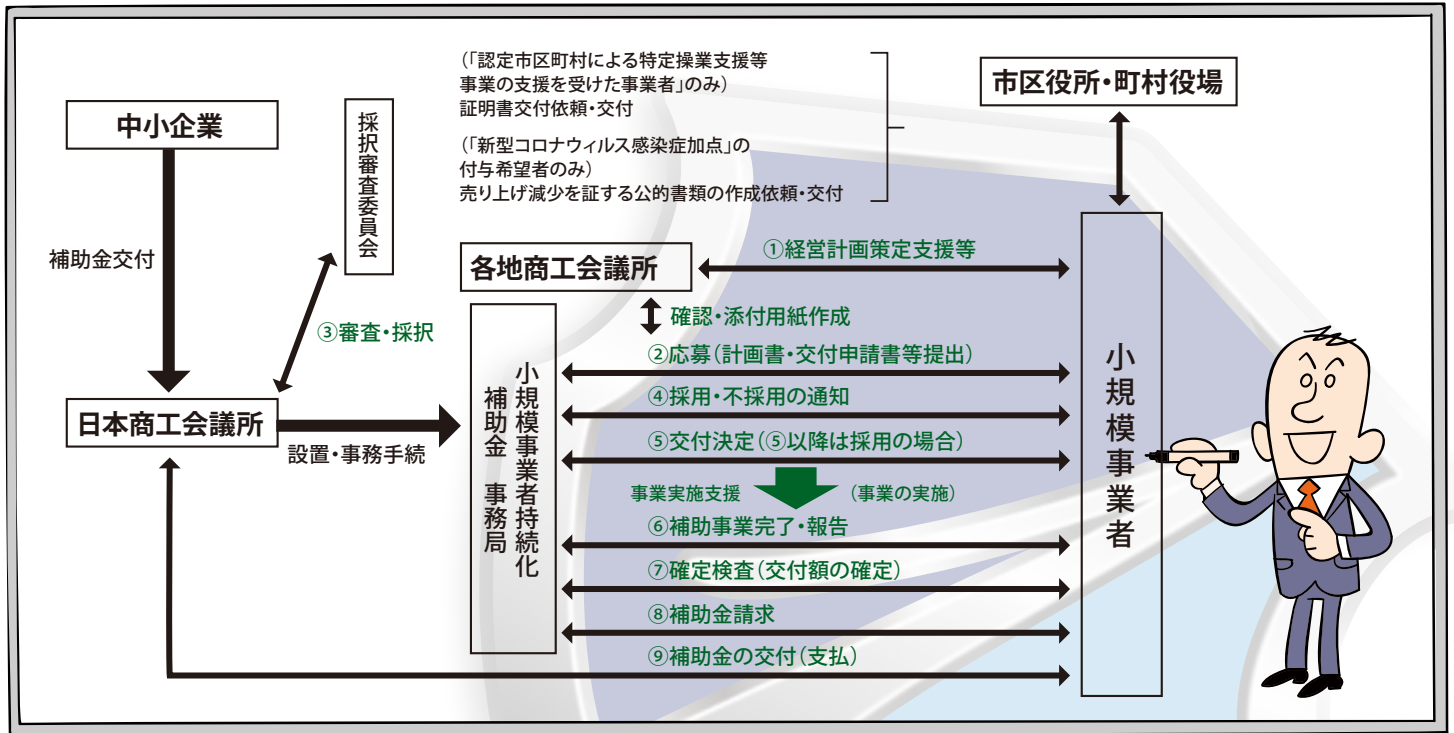 (「認定市区町村による特定操業支援等
事業の支援を受けた事業者」のみ)
証明書交付依頼・交付
(「新型コロナウィルス感染症加点」の
付与希望者のみ)
売り上げ減少を証する公的書類の作成依頼・交付
市区役所・町村役場
中小企業
採択審査委員会
補助金交付
③審査・採択
各地商工会議所
①経営計画策定支援等
確認・添付用紙作成
②応募(計画書・交付申請書等提出)
④採用・不採用の通知
⑤交付決定(⑤以降は採用の場合)
日本商工会議所
設置・事務手続
小規模事業者持続化
補助金 事務局
小規模事業者
事業実施支援
(事業の実施)
⑥補助事業完了・報告
⑦確定検査(交付額の確定)
⑧補助金請求
⑨補助金の交付(支払)